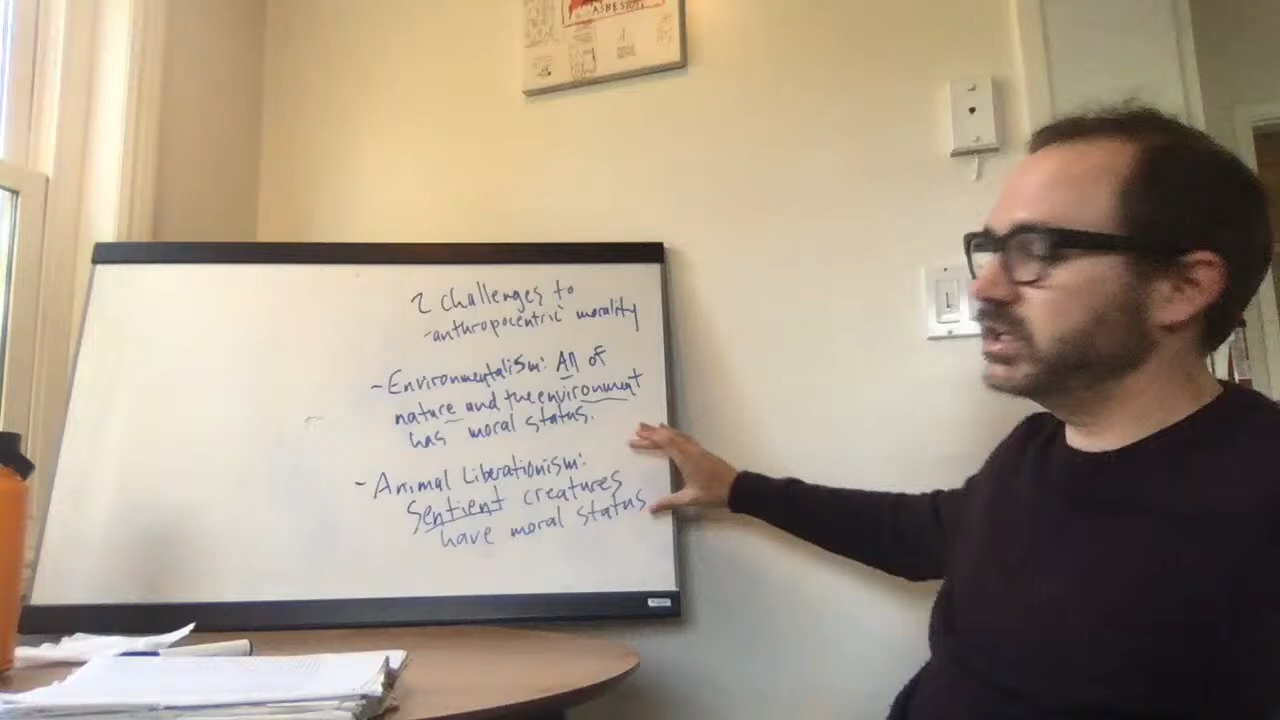 ASBESTOS
2 challenges to
-anthropocentric morality
- Environmentalism: All of
nature and the environment
has moral status.
- Animal Liberationism:
Sentient creatures
have moral status